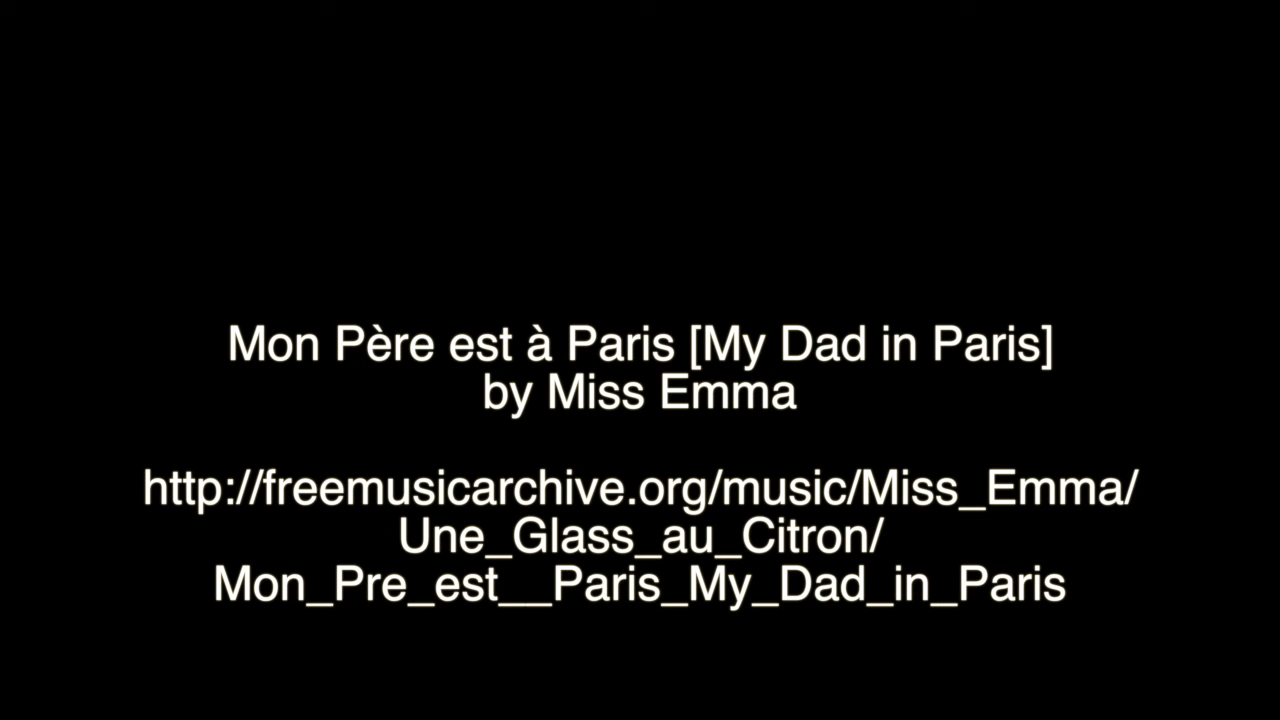 Mon Père est à Paris [My Dad in Paris]
by Miss Emma
http://freemusicarchive.org/music/Miss_Emma/
Une_Glass_au_Citron/
Mon_Pre_est__Paris_My_Dad_in_Paris